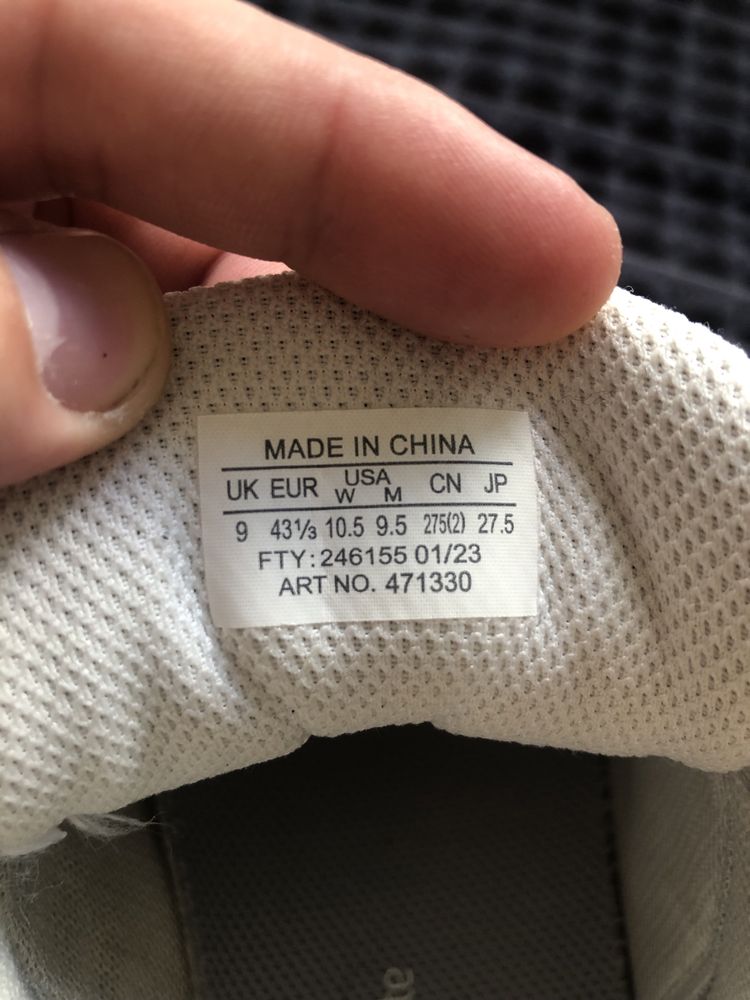 MADE IN CHINA
UK EUR USA W M CN JP
9 43⅓ 10.5 9.5 275(2) 27.5
FTY: 246155 01/23
ART NO. 471330